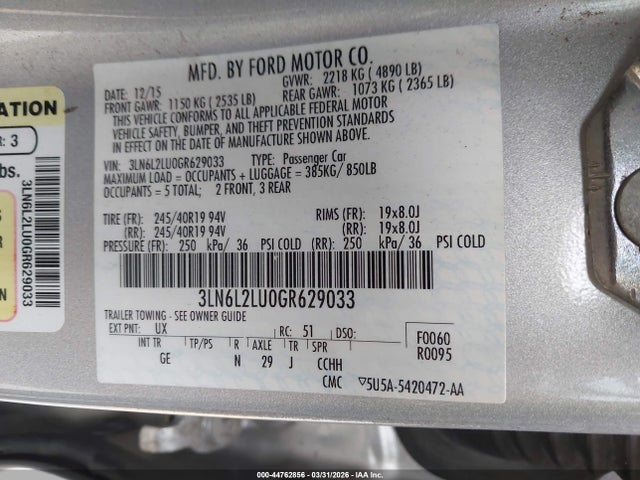 MFD. BY FORD MOTOR CO.
DATE: 12/15
GVWR: 2218 KG ( 4890 LB)
FRONT GAWR: 1150 KG ( 2535 LB)
REAR GAWR: 1073 KG ( 2365 LB)
THIS VEHICLE CONFORMS TO ALL APPLICABLE FEDERAL MOTOR
VEHICLE SAFETY, BUMPER, AND THEFT PREVENTION STANDARDS
IN EFFECT ON THE DATE OF MANUFACTURE SHOWN ABOVE.
VIN: 3LN6L2LU0GR629033 TYPE: Passenger Car
MAXIMUM LOAD = OCCUPANTS + LUGGAGE = 385KG/ 850LB
OCCUPANTS = 5 TOTAL; 2 FRONT, 3 REAR
TIRE (FR): 245/40R19 94V RIMS (FR): 19x8.0J
(RR): 245/40R19 94V (RR): 19x8.0J
PRESSURE (FR): 250 kPa/ 36 PSI COLD (RR): 250 kPa/ 36 PSI COLD
3LN6L2LU0GR629033
TRAILER TOWING - SEE OWNER GUIDE
EXT PNT: UX RC: 51 DSO:
F0060
R0095
INT TR TP/PS R AXLE TR SPR
GE N 29 J CCHH
CMC ▽5U5A-5420472-AA
ATION
R: 3
bs.
S
R
N
3LN6L2LU0GR629033
000-44762856 - 03/31/2026 - IAA Inc.